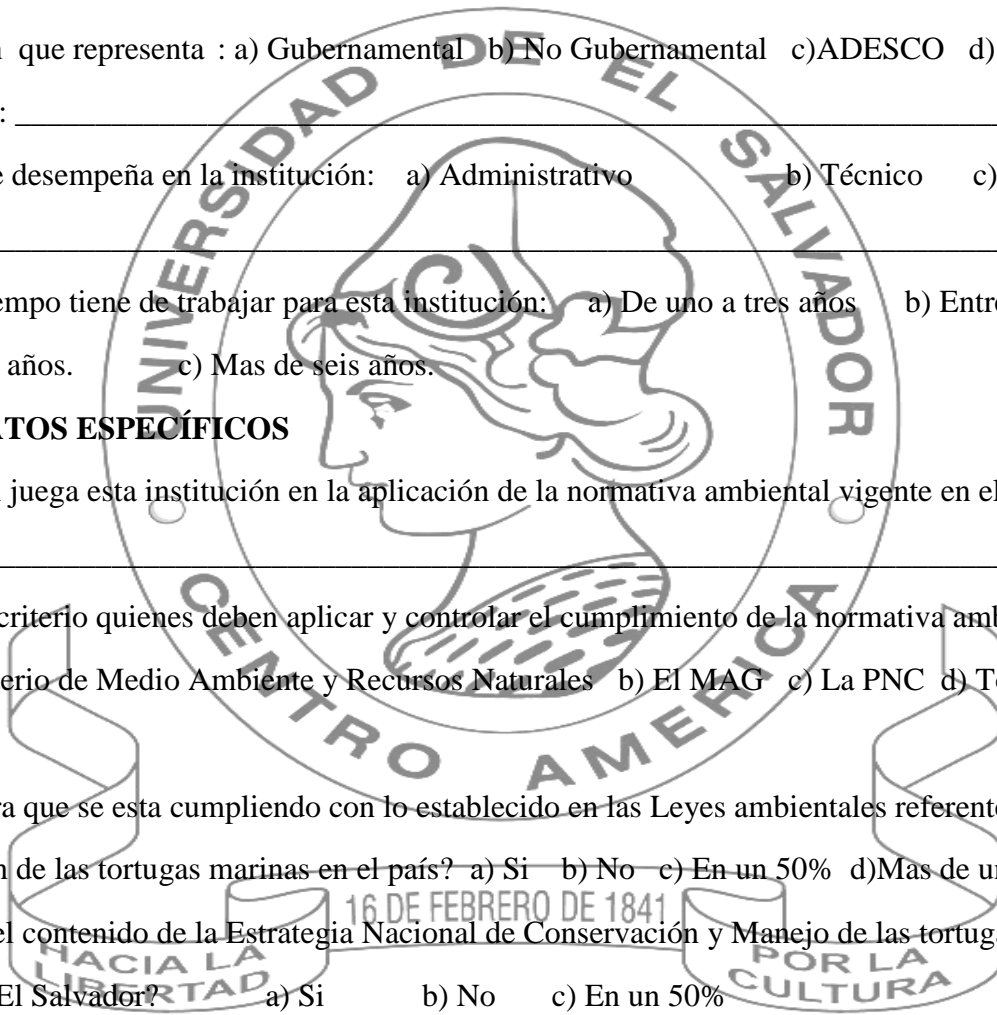 que representa : a) Gubernamental b) No Gubernamental c)ADESCO d)
: ______________________________
desempeña en la institución: a) Administrativo b) Técnico c)
______________________________
empo tiene de trabajar para esta institución: a) De uno a tres años b) Entre
años. c) Mas de seis años.
ATOS ESPECÍFICOS
juega esta institución en la aplicación de la normativa ambiental vigente en el
______________________________
criterio quienes deben aplicar y controlar el cumplimiento de la normativa amb
erio de Medio Ambiente y Recursos Naturales b) El MAG c) La PNC d) To
ra que se esta cumpliendo con lo establecido en las Leyes ambientales referente
n de las tortugas marinas en el país? a) Si b) No c) En un 50% d)Mas de un
el contenido de la Estrategia Nacional de Conservación y Manejo de las tortuga
El Salvador? a) Si b) No c) En un 50%
UNIVERSIDAD DE EL SALVADOR
CENTRO AMERICA
16 DE FEBRERO DE 1841
HACIA LA
LIBERTAD
POR LA
CULTURA